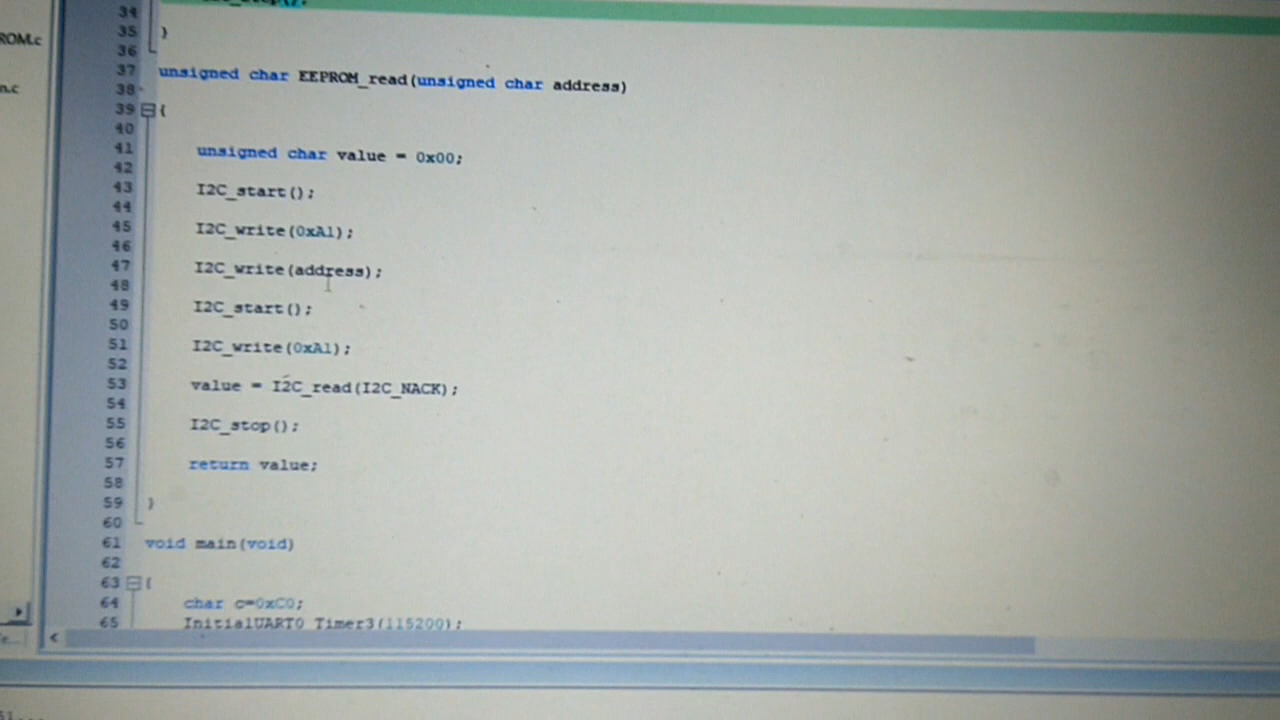 34
35 }
36
37 unsigned char EEPROM_read(unsigned char address)
38
39 {
40
41 unsigned char value = 0x00;
42
43 I2C_start();
44
45 I2C_write(0xA1);
46
47 I2C_write(address);
48
49 I2C_start();
50
51 I2C_write(0xA1);
52
53 value = I2C_read(I2C_NACK);
54
55 I2C_stop();
56
57 return value;
58
59 }
60
61 void main(void)
62
63 {
64 char c=0xC0;
65 InitialUART0_Timer3(115200);
ROM.c
n.c